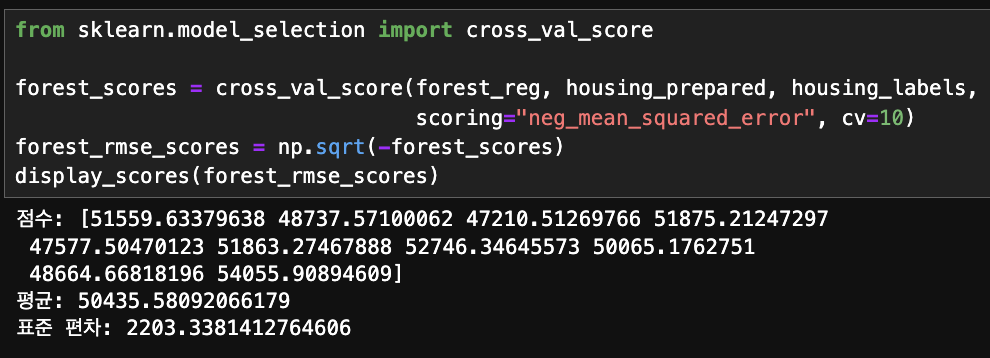 from sklearn.model_selection import cross_val_score
forest_scores = cross_val_score(forest_reg, housing_prepared, housing_labels,
scoring="neg_mean_squared_error", cv=10)
forest_rmse_scores = np.sqrt(-forest_scores)
display_scores(forest_rmse_scores)
점수: [51559.63379638 48737.57100062 47210.51269766 51875.21247297
47577.50470123 51863.27467888 52746.34645573 50065.1762751
48664.66818196 54055.90894609]
평균: 50435.58092066179
표준 편차: 2203.3381412764606